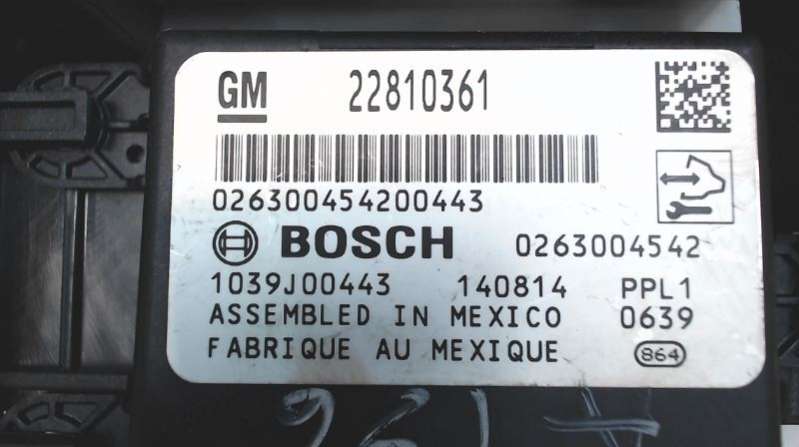 GM 22810361
026300454200443
BOSCH 0263004542
1039J00443 140814 PPL1
ASSEMBLED IN MEXICO 0639
FABRIQUE AU MEXIQUE 864